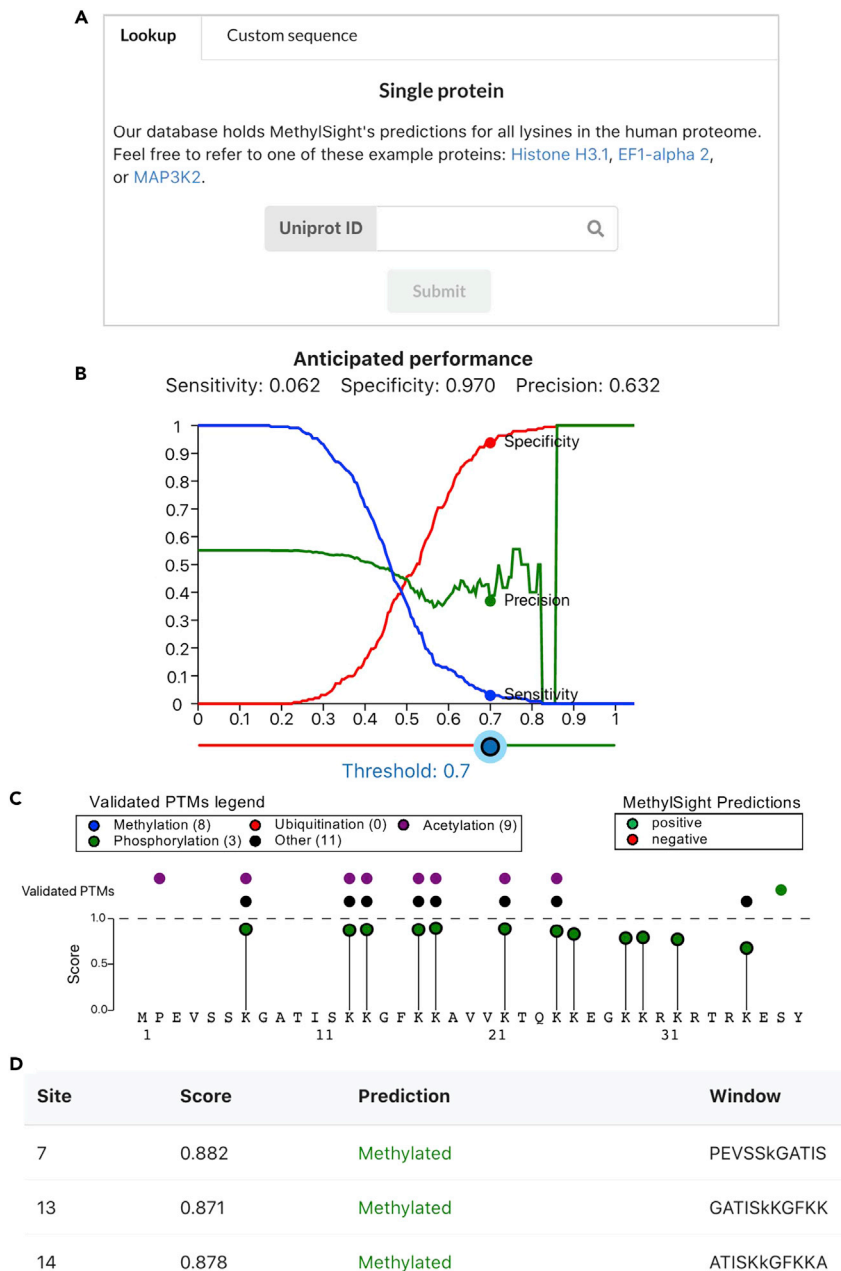 A
Lookup Custom sequence
Single protein
Our database holds MethylSight's predictions for all lysines in the human proteome.
Feel free to refer to one of these example proteins: Histone H3.1, EF1-alpha 2,
or MAP3K2.
Uniprot ID
Submit
B
Anticipated performance
Sensitivity: 0.062 Specificity: 0.970 Precision: 0.632
1
0.9
0.8
0.7
0.6
0.5
0.4
0.3
0.2
0.1
0
Specificity
Precision
Sensitivity
0 0.1 0.2 0.3 0.4 0.5 0.6 0.7 0.8 0.9 1
Threshold: 0.7
C
Validated PTMs legend
Methylation (8) Ubiquitination (0) Acetylation (9)
Phosphorylation (3) Other (11)
MethylSight Predictions
positive
negative
Validated PTMs
Score
1.0
0.5
0.0
M P E V S S K G A T I S K K G F K K A V V K T Q K K E G K K R K R T R K E S Y
1 11 21 31
D
Site Score Prediction Window
7 0.882 Methylated PEVSSkGATIS
13 0.871 Methylated GATISkKGFKK
14 0.878 Methylated ATISKkGFKKA